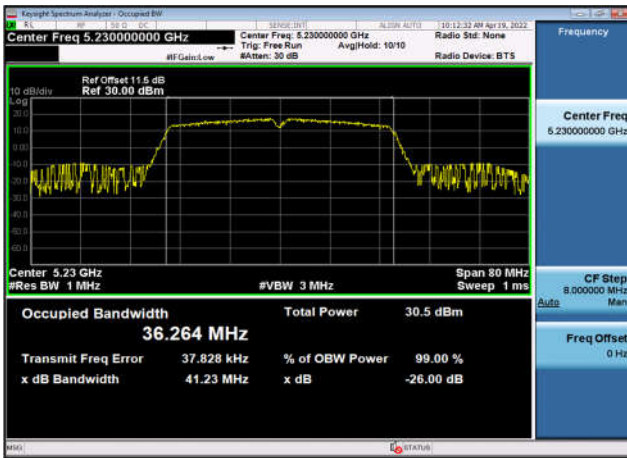 Keysight Spectrum Analyzer - Occupied BW
RL RF 50 Ω DC SENSE:INT ALIGN AUTO 10:12:32 AM Apr 19, 2022
Center Freq 5.230000000 GHz
Center Freq: 5.230000000 GHz
Radio Std: None
Trig: Free Run Avg|Hold: 10/10
#IFGain:Low
#Atten: 30 dB
Radio Device: BTS
Frequency
Ref Offset 11.5 dB
10 dB/div Ref 30.00 dBm
Log
20.0
10.0
0.00
-10.0
-20.0
-30.0
-40.0
-50.0
-60.0
Center Freq
5.230000000 GHz
Center 5.23 GHz Span 80 MHz
#Res BW 1 MHz #VBW 3 MHz Sweep 1 ms
CF Step
8.000000 MHz
Auto Man
Occupied Bandwidth
36.264 MHz
Total Power 30.5 dBm
Transmit Freq Error 37.828 kHz % of OBW Power 99.00 %
x dB Bandwidth 41.23 MHz x dB -26.00 dB
Freq Offset
0 Hz
MSG STATUS